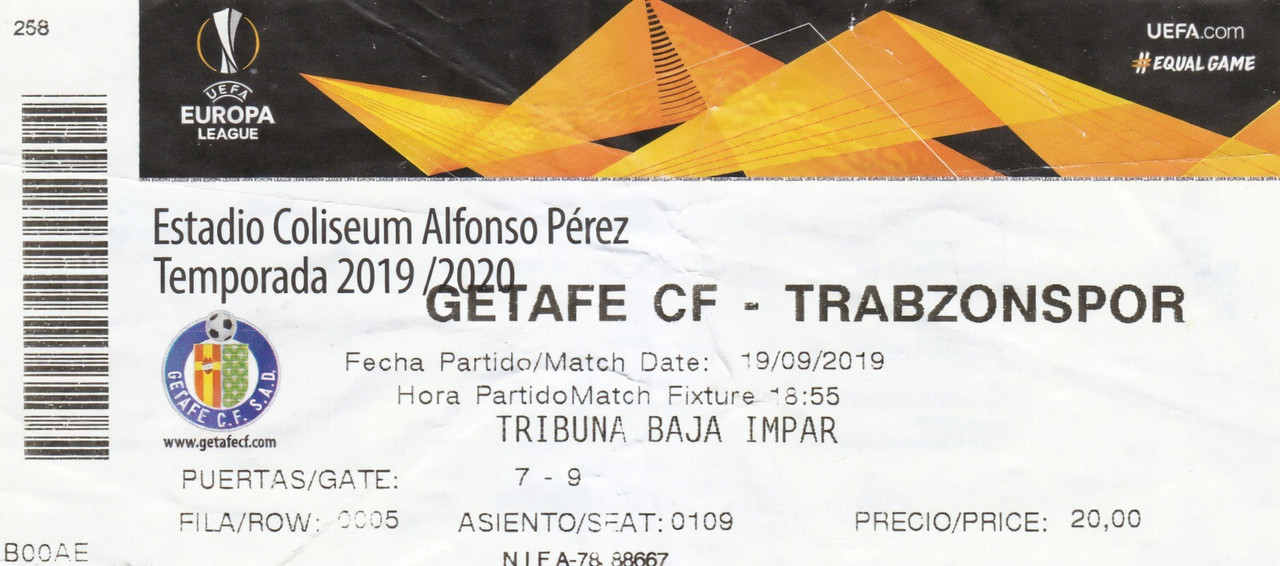 258
UEFA
EUROPA
LEAGUE
UEFA.com
#EQUAL GAME
Estadio Coliseum Alfonso Pérez
Temporada 2019 /2020
GETAFE CF - TRABZONSPOR
GETAFE C.F. S.A.D.
www.getafecf.com
Fecha Partido/Match Date: 19/09/2019
Hora PartidoMatch Fixture 18:55
TRIBUNA BAJA IMPAR
PUERTAS/GATE: 7 - 9
FILA/ROW: 0005 ASIENTO/SEAT: 0109 PRECIO/PRICE: 20,00
B00AE
N I F A-78 88667